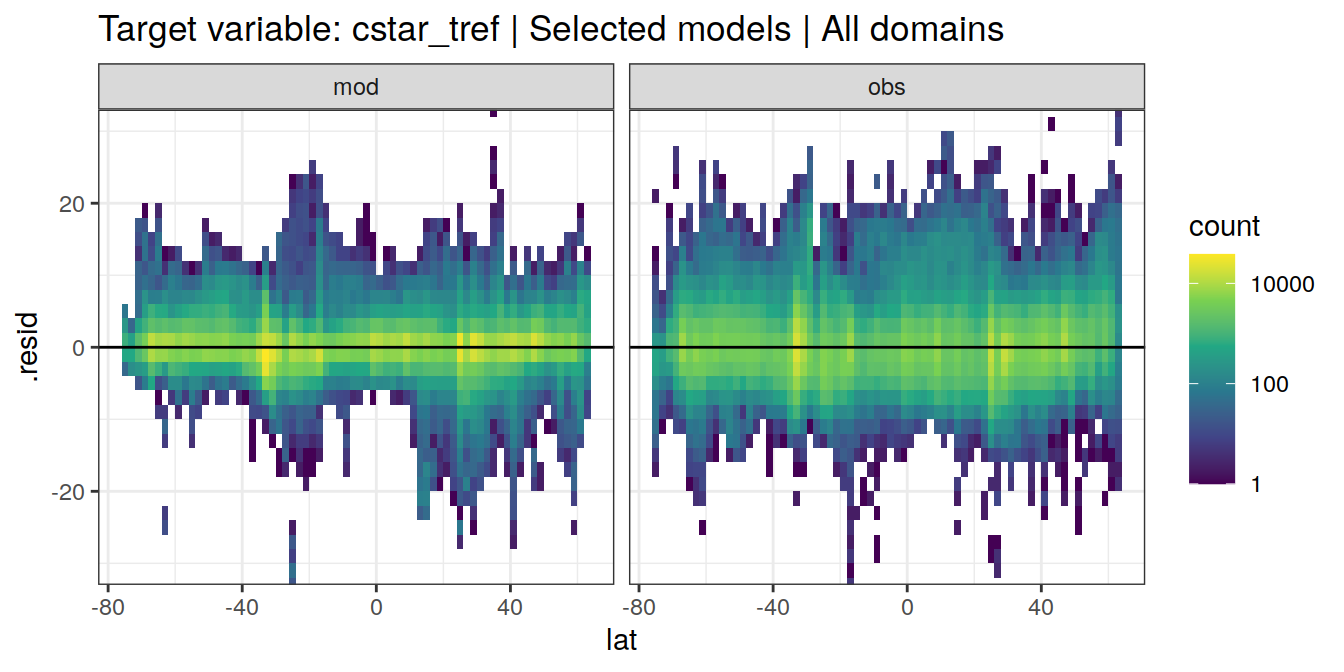 Target variable: cstar_tref | Selected models | All domains
mod
obs
.resid
20
0
-20
-80
-40
0
40
-80
-40
0
40
lat
count
10000
100
1